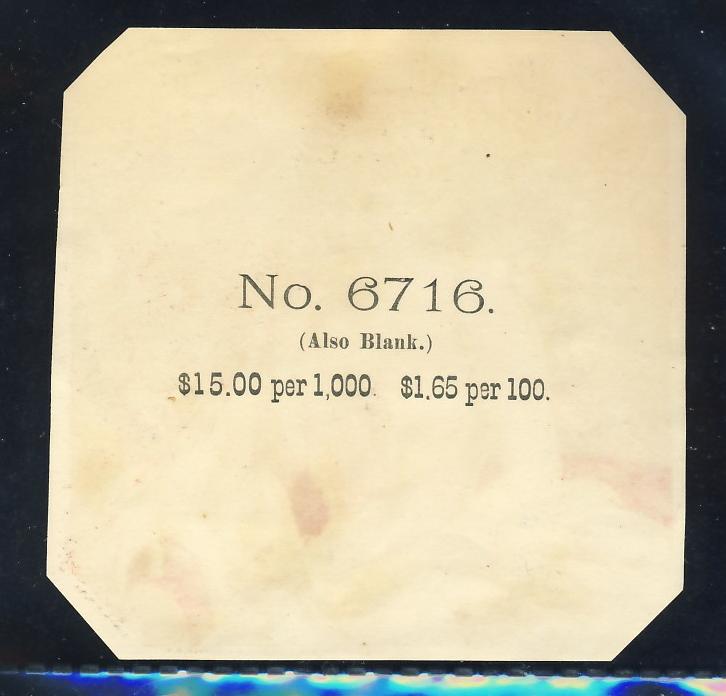 No. 6716.
(Also Blank.)
$15.00 per 1,000. $1.65 per 100.